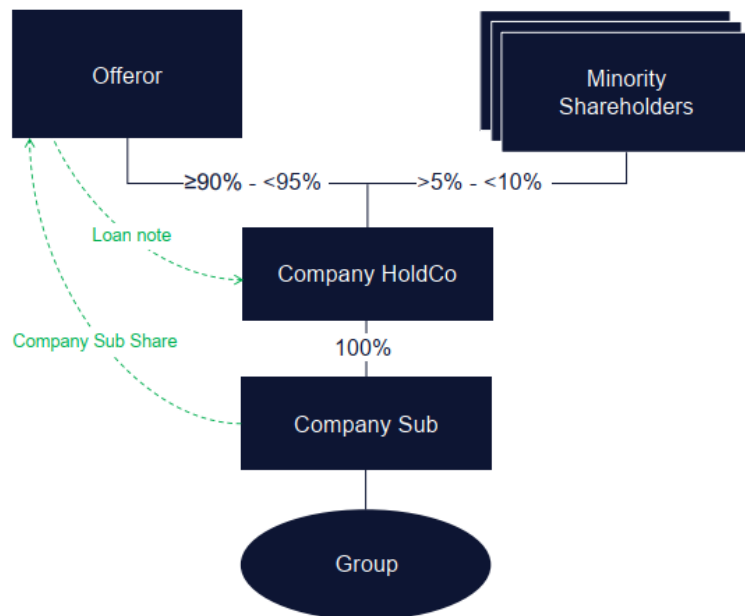 Offeror
Minority
Shareholders
≥90% - <95%
>5% - <10%
Loan note
Company HoldCo
Company Sub Share
100%
Company Sub
Group